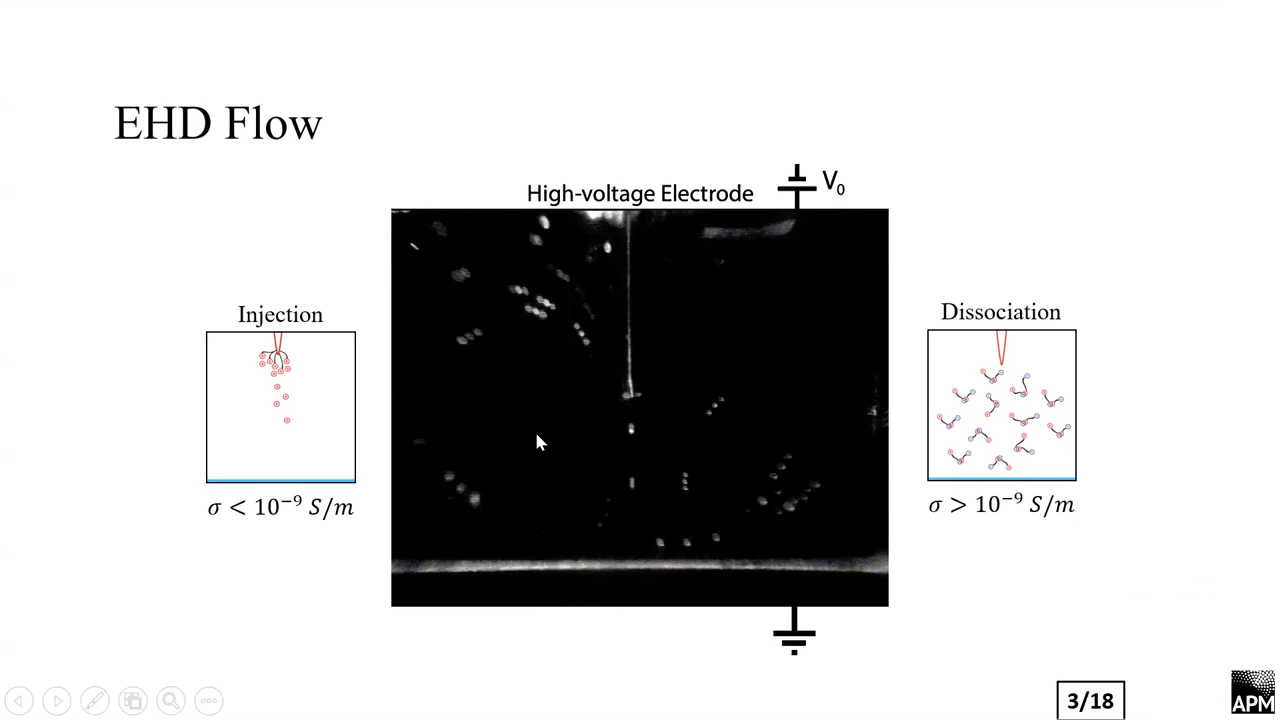 EHD Flow
High-voltage Electrode
V₀
Injection
σ < 10⁻⁹ S/m
Dissociation
σ > 10⁻⁹ S/m
3/18
APM